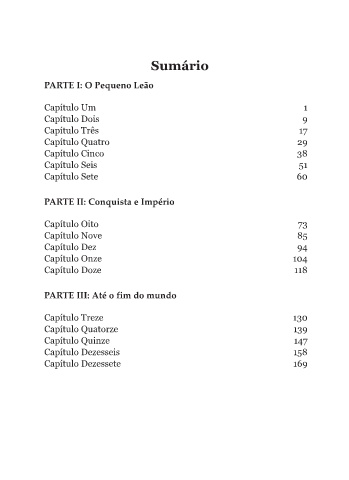 Sumário
PARTE I: O Pequeno Leão
Capítulo Um 1
Capítulo Dois 9
Capítulo Três 17
Capítulo Quatro 29
Capítulo Cinco 38
Capítulo Seis 51
Capítulo Sete 60
PARTE II: Conquista e Império
Capítulo Oito 73
Capítulo Nove 85
Capítulo Dez 94
Capítulo Onze 104
Capítulo Doze 118
PARTE III: Até o fim do mundo
Capítulo Treze 130
Capítulo Quatorze 139
Capítulo Quinze 147
Capítulo Dezesseis 158
Capítulo Dezessete 169